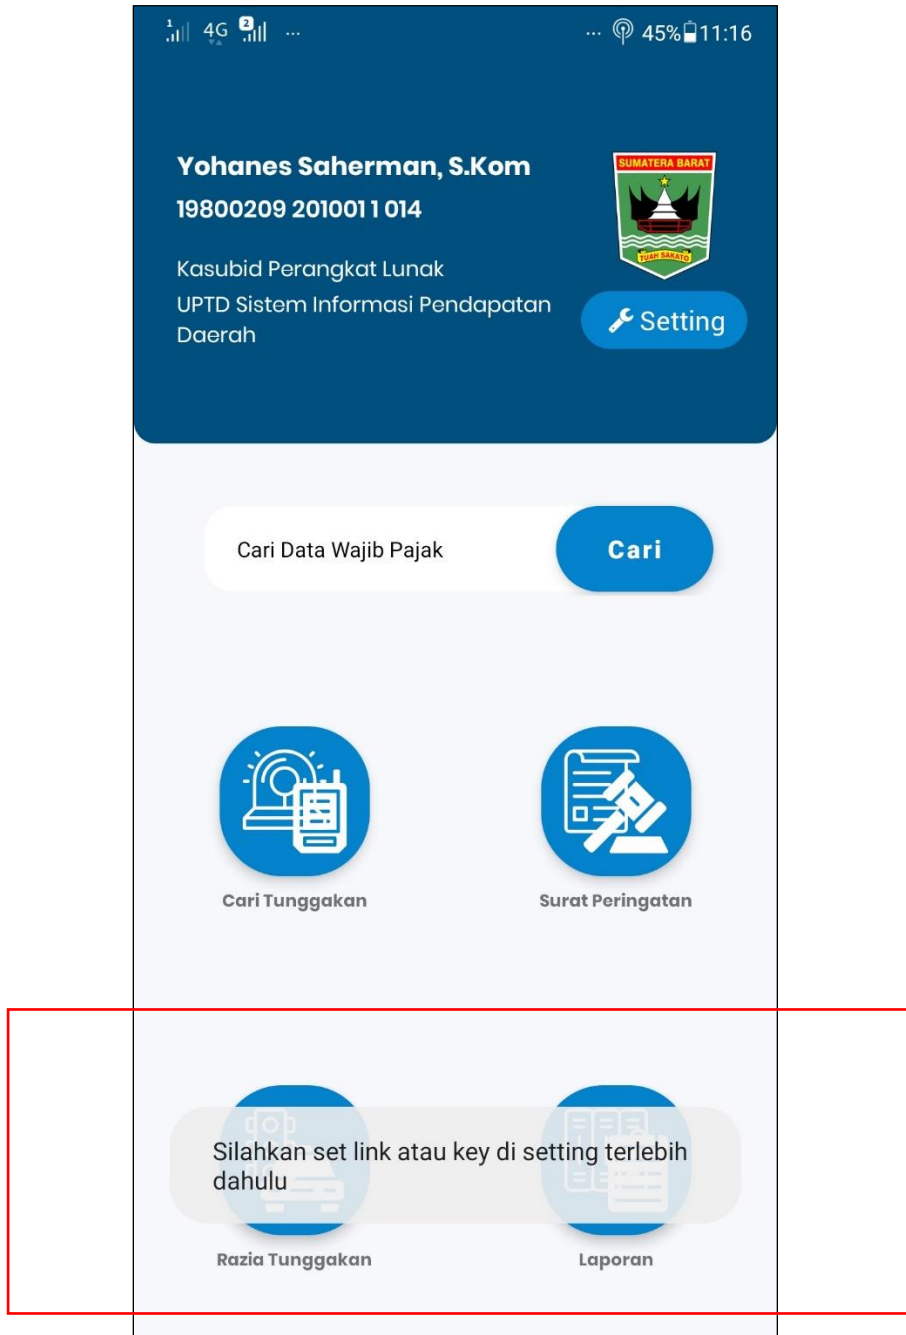 1 4G 2 ... ... 45% 11:16
Yohanes Saherman, S.Kom
19800209 201001 1 014
Kasubid Perangkat Lunak
UPTD Sistem Informasi Pendapatan
Daerah
SUMATERA BARAT
TUAH SAKATO
Setting
Cari Data Wajib Pajak
Cari
Cari Tunggakan
Surat Peringatan
Silahkan set link atau key di setting terlebih
dahulu
Razia Tunggakan
Laporan